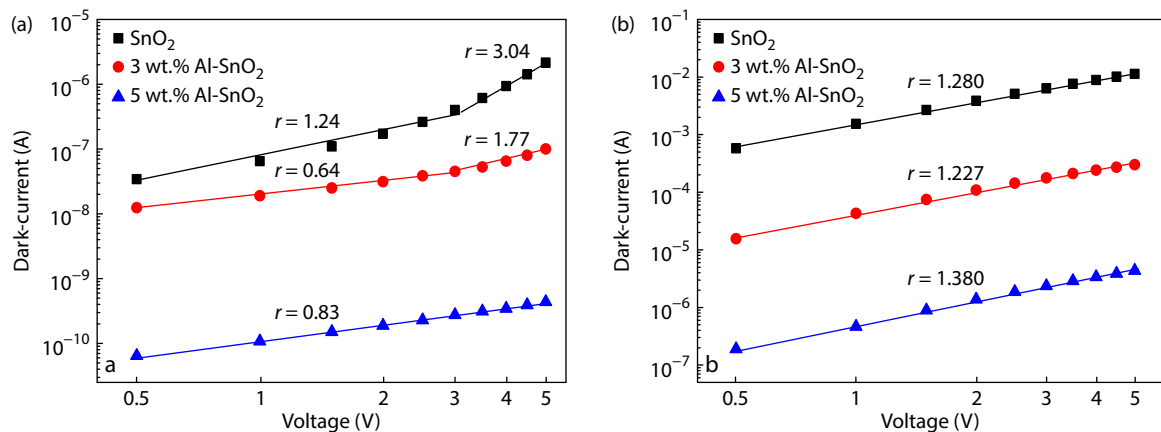 (a)
10⁻⁵
10⁻⁶
10⁻⁷
10⁻⁸
10⁻⁹
10⁻¹⁰
Dark-current (A)
SnO₂
3 wt.% Al-SnO₂
5 wt.% Al-SnO₂
r = 3.04
r = 1.24
r = 1.77
r = 0.64
r = 0.83
a
0.5 1 2 3 4 5
Voltage (V)
(b)
10⁻¹
10⁻²
10⁻³
10⁻⁴
10⁻⁵
10⁻⁶
10⁻⁷
Dark-current (A)
SnO₂
3 wt.% Al-SnO₂
5 wt.% Al-SnO₂
r = 1.280
r = 1.227
r = 1.380
b
0.5 1 2 3 4 5
Voltage (V)